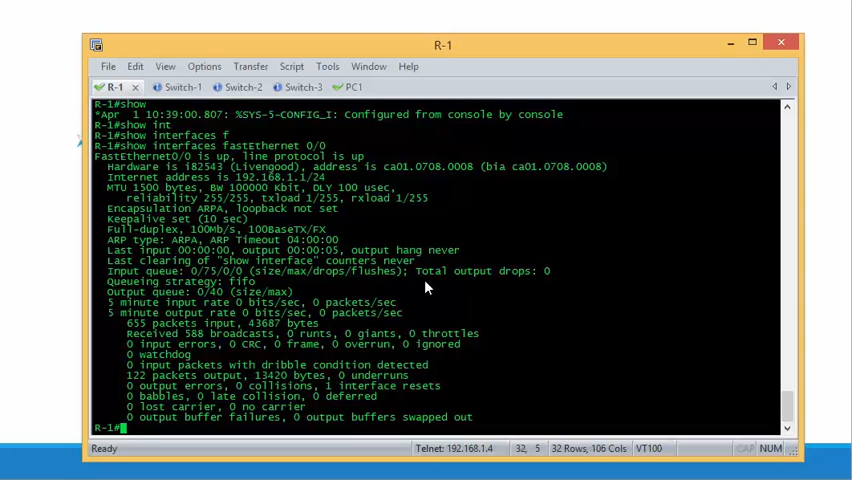 R-1
File Edit View Options Transfer Script Tools Window Help
R-1 Switch-1 Switch-2 Switch-3 PC1
R-1#show
*Apr 1 10:39:00.807: %SYS-5-CONFIG_I: Configured from console by console
R-1#show int
R-1#show interfaces f
R-1#show interfaces fastEthernet 0/0
FastEthernet0/0 is up, line protocol is up
Hardware is i82543 (Livengood), address is ca01.0708.0008 (bia ca01.0708.0008)
Internet address is 192.168.1.1/24
MTU 1500 bytes, BW 100000 Kbit, DLY 100 usec,
reliability 255/255, txload 1/255, rxload 1/255
Encapsulation ARPA, loopback not set
Keepalive set (10 sec)
Full-duplex, 100Mb/s, 100BaseTX/FX
ARP type: ARPA, ARP Timeout 04:00:00
Last input 00:00:00, output 00:00:05, output hang never
Last clearing of "show interface" counters never
Input queue: 0/75/0/0 (size/max/drops/flushes); Total output drops: 0
Queueing strategy: fifo
Output queue: 0/40 (size/max)
5 minute input rate 0 bits/sec, 0 packets/sec
5 minute output rate 0 bits/sec, 0 packets/sec
655 packets input, 43687 bytes
Received 588 broadcasts, 0 runts, 0 giants, 0 throttles
0 input errors, 0 CRC, 0 frame, 0 overrun, 0 ignored
0 watchdog
0 input packets with dribble condition detected
122 packets output, 13420 bytes, 0 underruns
0 output errors, 0 collisions, 1 interface resets
0 babbles, 0 late collision, 0 deferred
0 lost carrier, 0 no carrier
0 output buffer failures, 0 output buffers swapped out
R-1#
Ready Telnet: 192.168.1.4 32, 5 32 Rows, 106 Cols VT100 CAP NUM